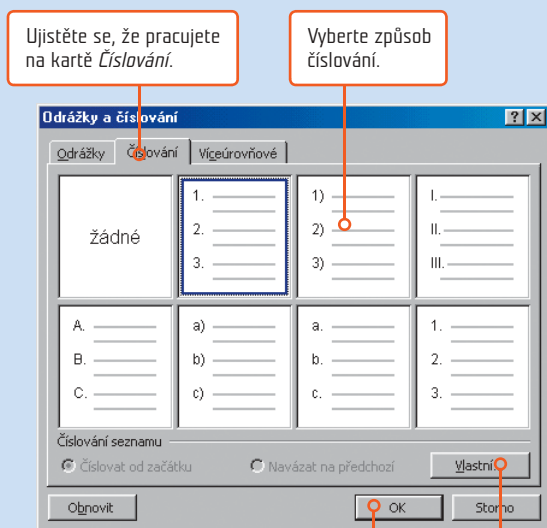 Ujistěte se, že pracujete
na kartě Číslování.
Vyberte způsob
číslování.
Odrážky a číslování
Odrážky Číslování Víceúrovňové
žádné
1.
2.
3.
1)
2)
3)
I.
II.
III.
A.
B.
C.
a)
b)
c)
a.
b.
c.
1.
2.
3.
Číslování seznamu
Číslovat od začátku Navázat na předchozí Vlastní...
Obnovit OK Storno